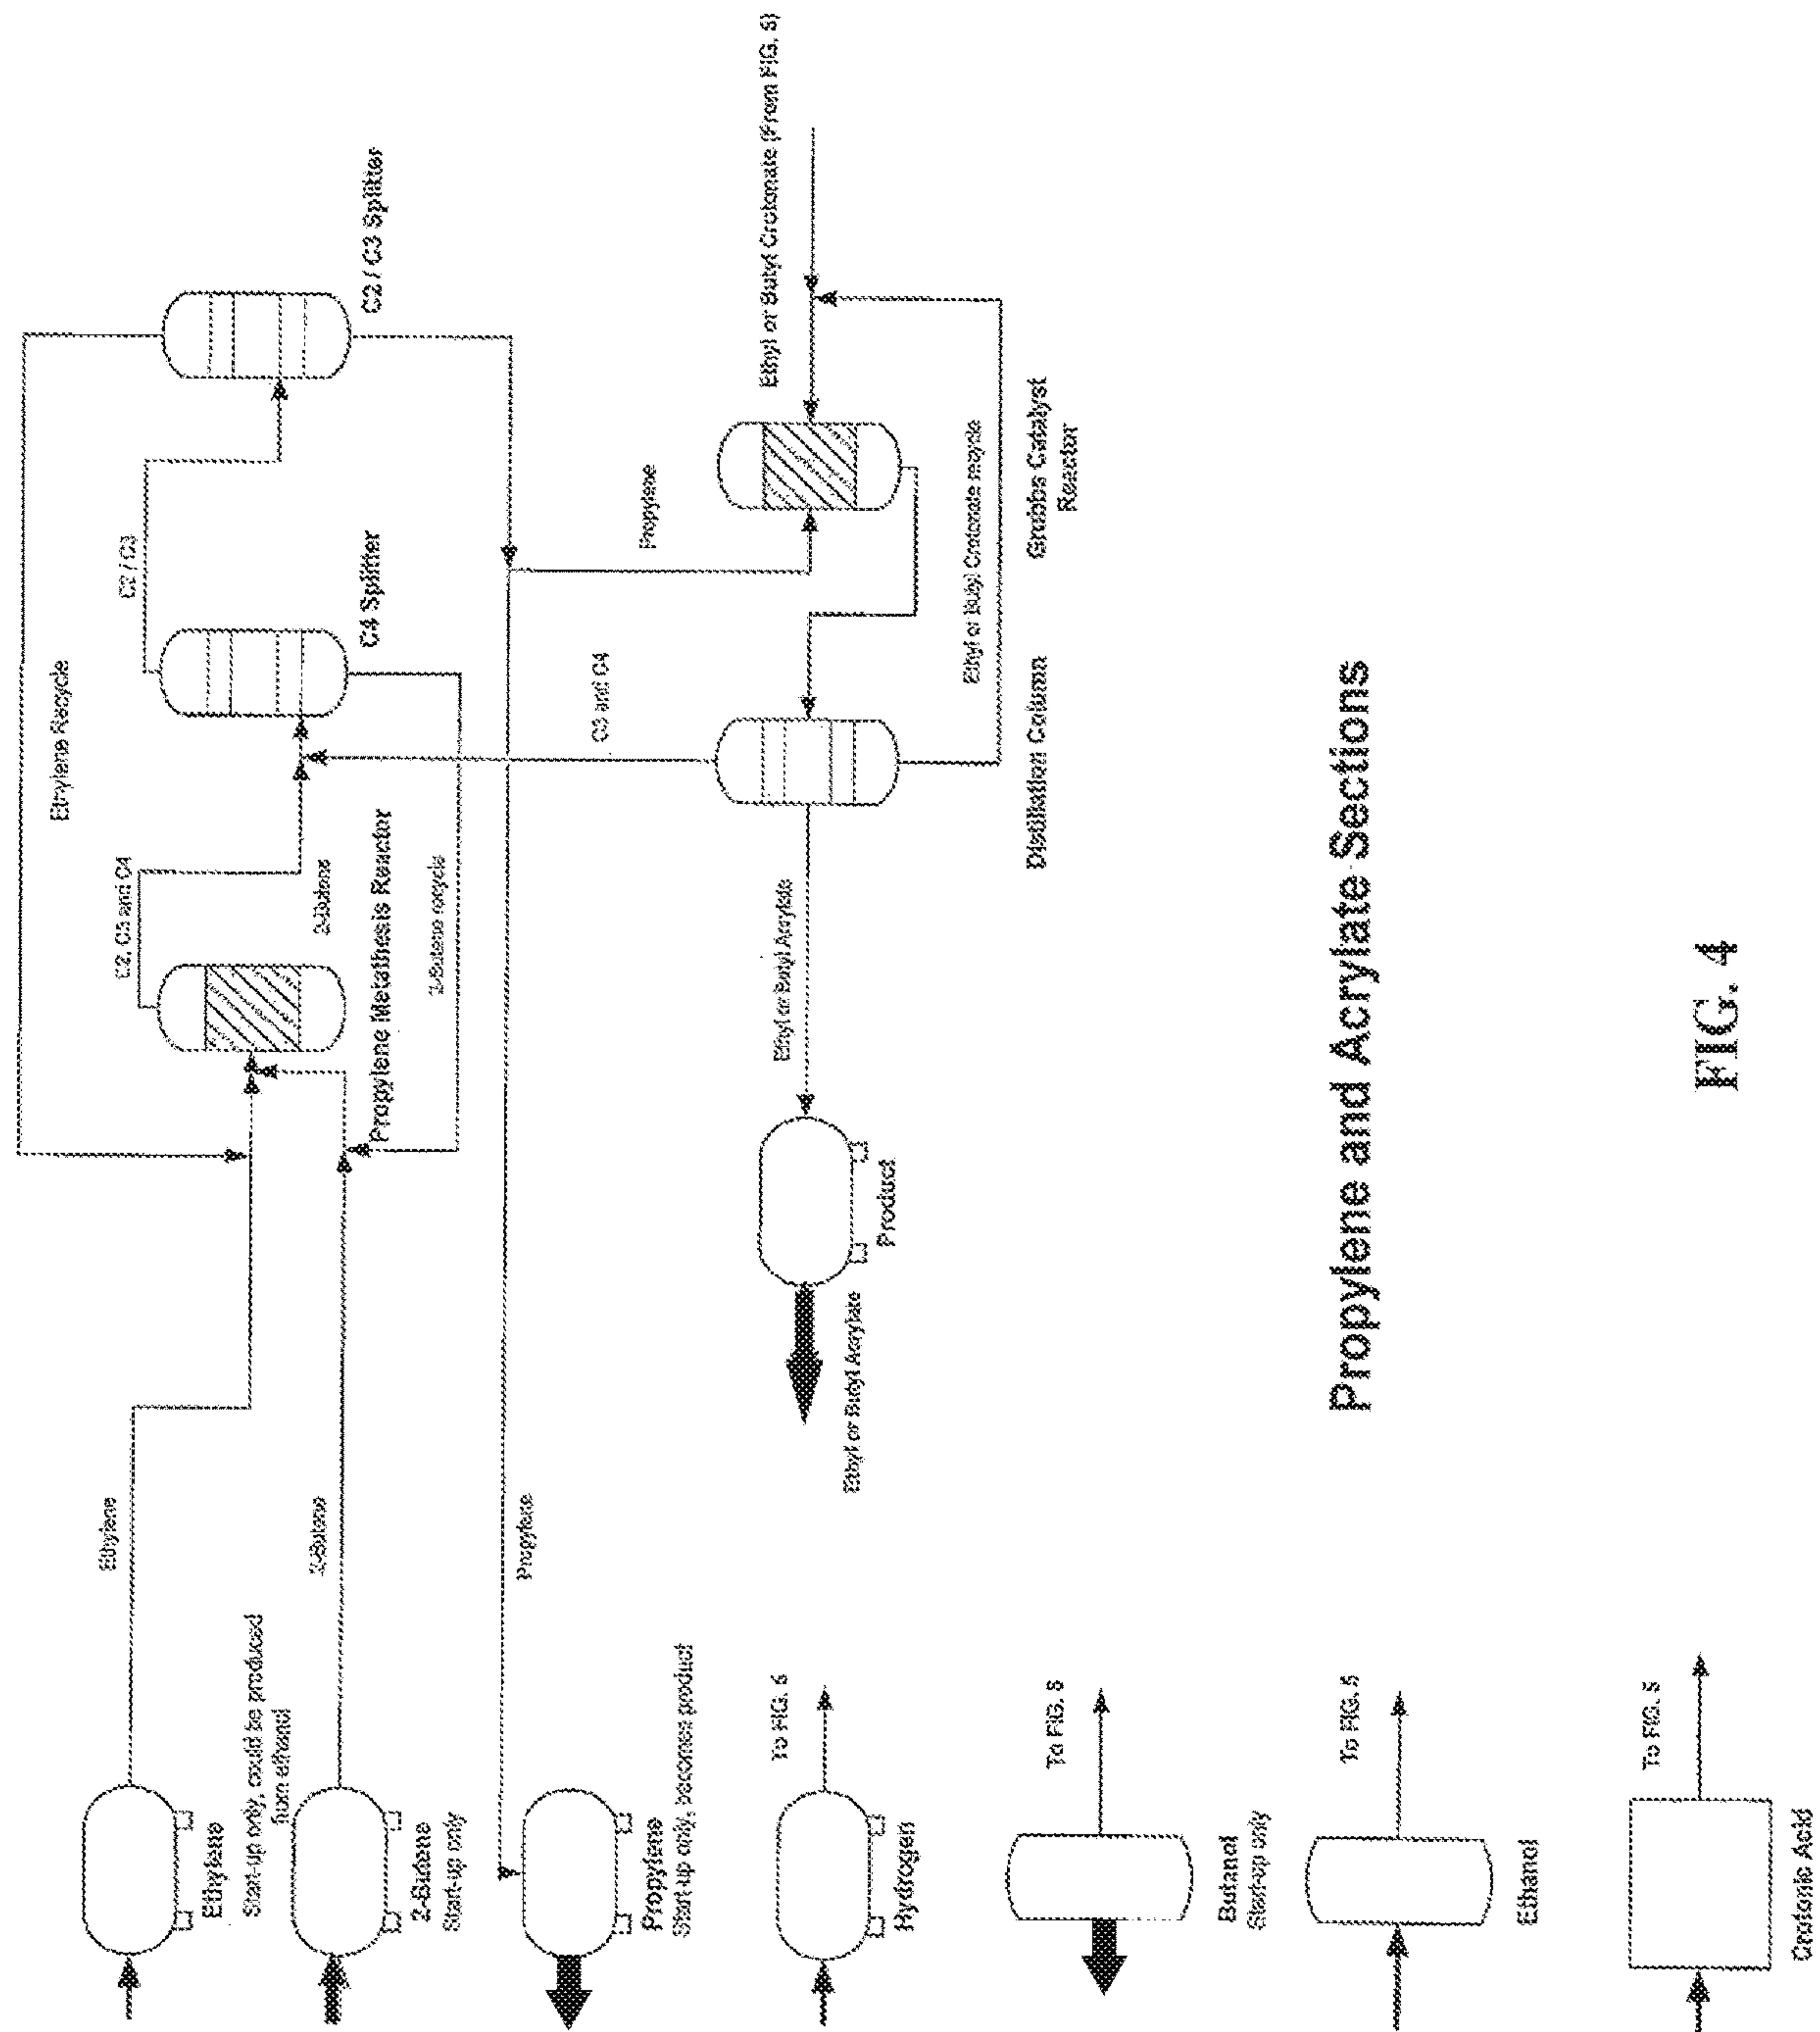 Ethylene Recycle
C2, C3 and C4
C2 / C3
C2 / C3 Splitter
C4 Splitter
2-Butene
Propylene Metathesis Reactor
2-Butene recycle
Ethylene
Ethylene
Start-up only, could be produced
from ethanol
2-Butene
2-Butene
Start-up only
Propylene
Propylene
Start-up only, becomes product
Propylene
C3 and C4
Ethyl or Butyl Crotonate (From FIG. 5)
Ethyl or Butyl Crotonate recycle
Grubbs Catalyst
Reactor
Distillation Column
Ethyl or Butyl Acrylate
Product
Ethyl or Butyl Acrylate
To FIG. 5
Hydrogen
To FIG. 5
Butanol
Start-up only
To FIG. 5
Ethanol
To FIG. 5
Crotonic Acid
Propylene and Acrylate Sections
FIG. 4